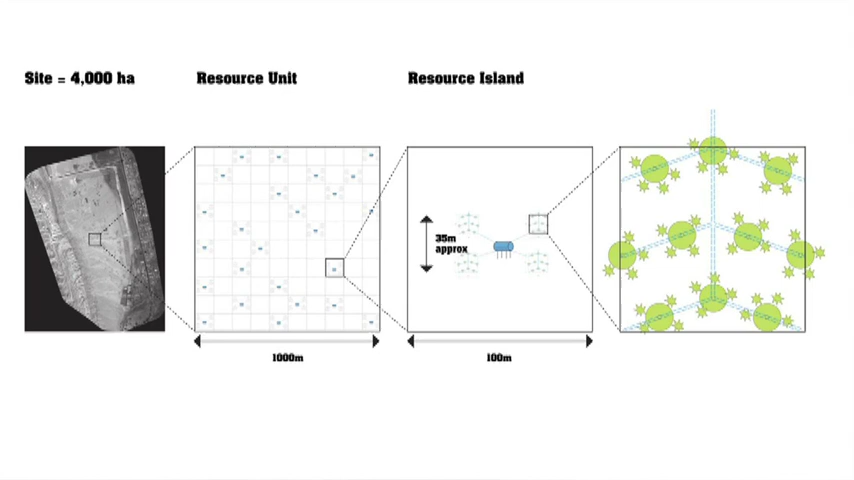 Site = 4,000 ha
Resource Unit
Resource Island
35m
approx
1000m
100m